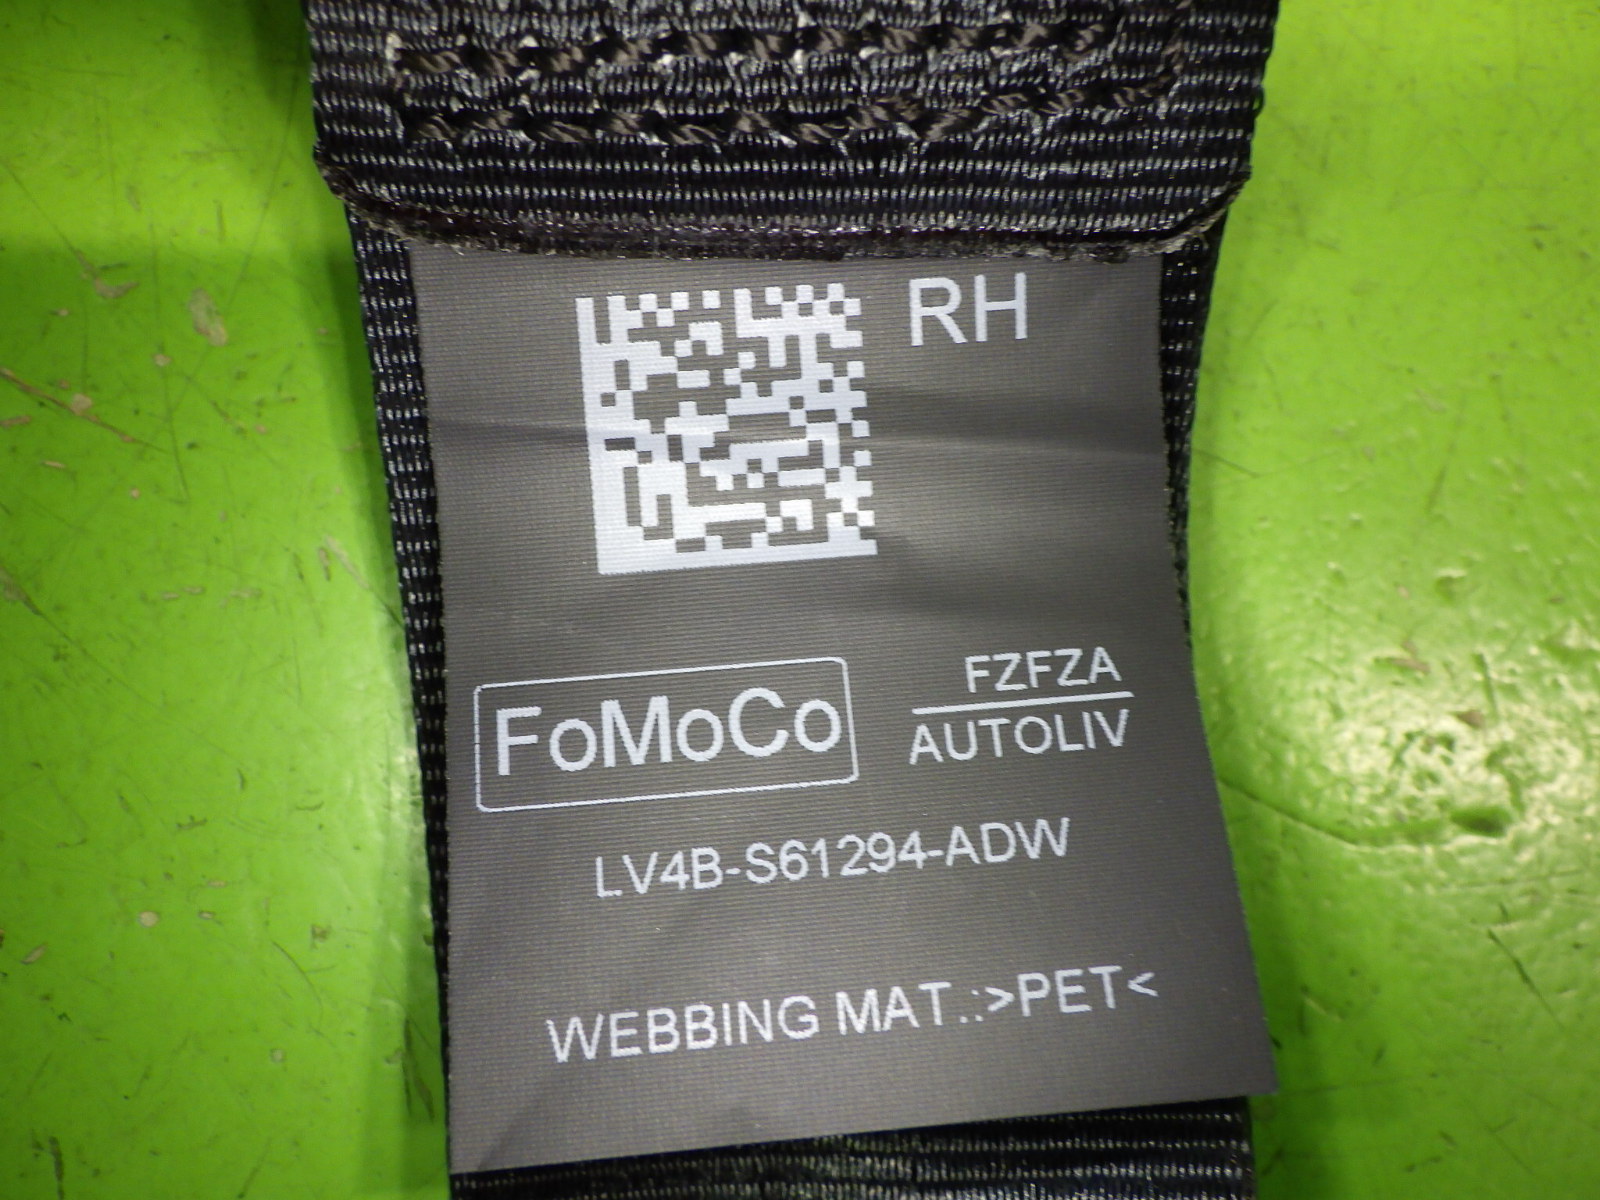 RH
FoMoCo
FZFZA
AUTOLIV
LV4B-S61294-ADW
WEBBING MAT.:>PET<